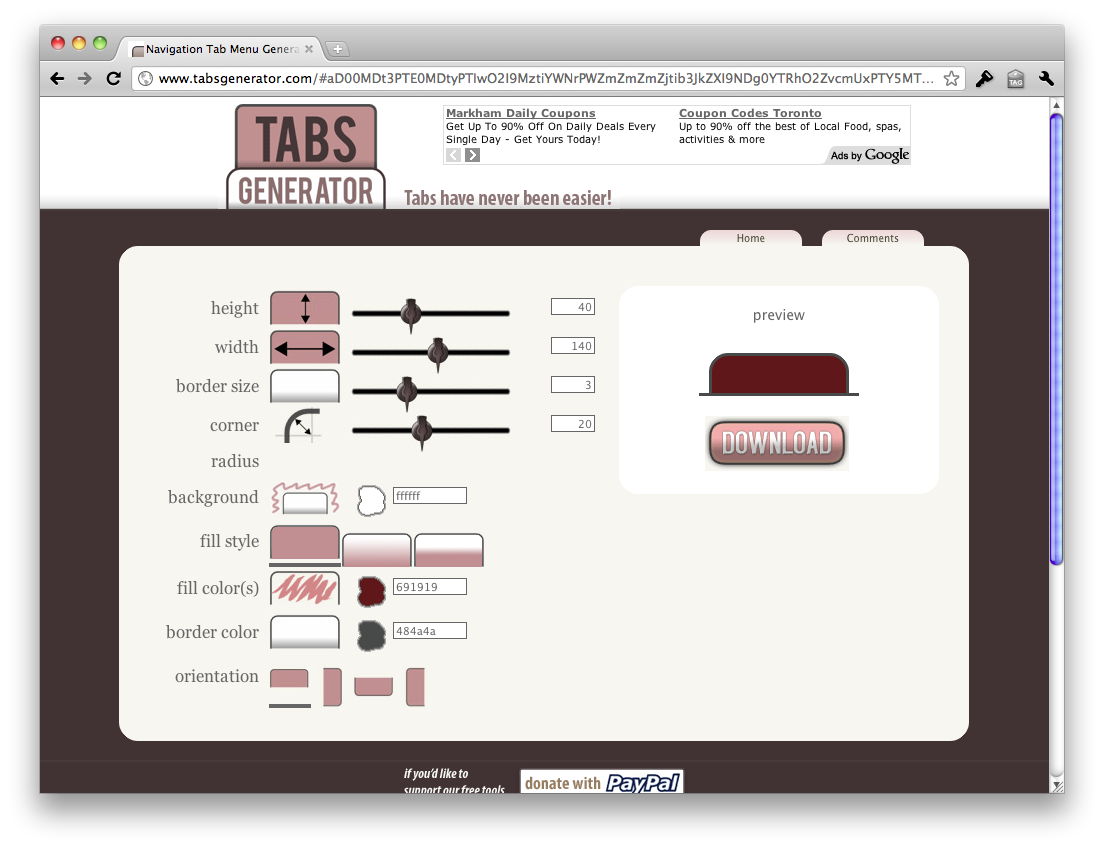 Navigation Tab Menu Genera
www.tabsgenerator.com/#aD00MDt3PTE0MDtyPTIwO2I9MztiYWNrPWZmZmZmZjtib3JkZXI9NDg0YTRhO2ZvcmUxPTY5MT...
TAG
TABS
GENERATOR
Tabs have never been easier!
Markham Daily Coupons
Get Up To 90% Off On Daily Deals Every
Single Day - Get Yours Today!
Coupon Codes Toronto
Up to 90% off the best of Local Food, spas,
activities & more
Ads by Google
Home
Comments
height
40
width
140
border size
3
corner
20
radius
background
ffffff
fill style
fill color(s)
691919
border color
484a4a
orientation
preview
DOWNLOAD
if you'd like to
support our free tools
donate with PayPal